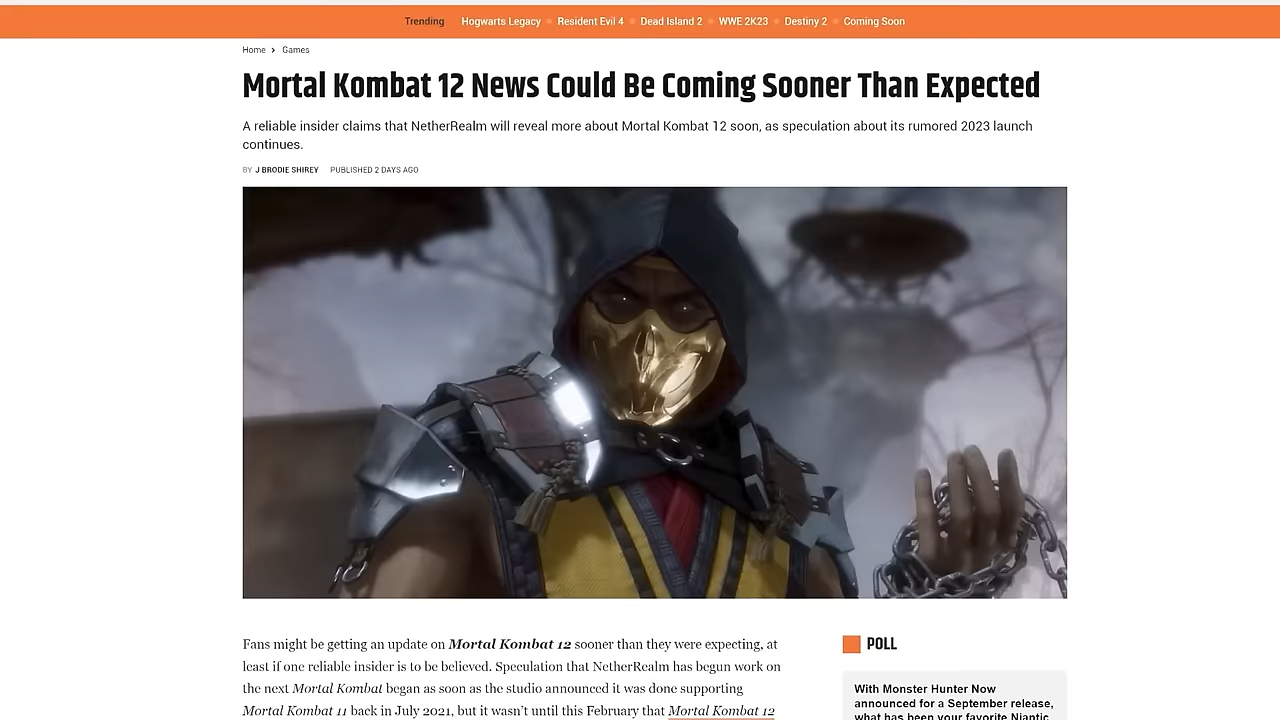 Trending Hogwarts Legacy Resident Evil 4 Dead Island 2 WWE 2K23 Destiny 2 Coming Soon
Home > Games
Mortal Kombat 12 News Could Be Coming Sooner Than Expected
A reliable insider claims that NetherRealm will reveal more about Mortal Kombat 12 soon, as speculation about its rumored 2023 launch
continues.
BY J BRODIE SHIREY PUBLISHED 2 DAYS AGO
Fans might be getting an update on Mortal Kombat 12 sooner than they were expecting, at
least if one reliable insider is to be believed. Speculation that NetherRealm has begun work on
the next Mortal Kombat began as soon as the studio announced it was done supporting
Mortal Kombat 11 back in July 2021, but it wasn't until this February that Mortal Kombat 12
POLL
With Monster Hunter Now
announced for a September release,
what has been your favorite Niantic